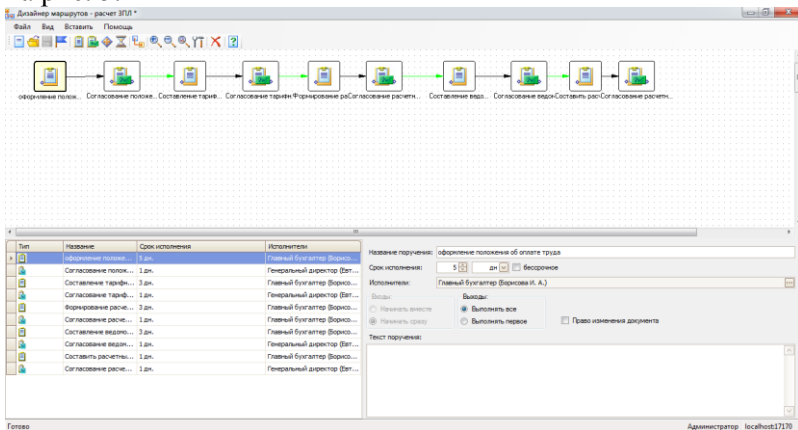 Дизайнер маршрутов - расчет ЗПЛ *
Файл Вид Вставить Помощь
оформление полож... Согласование положе... Составление тариф... Согласование тарифн Формирование ра Согласование расчетн... Составление ведо... Согласование ведон Составить расч Согласование расчетн...
Тип Название Срок исполнения Исполнители
оформление положе... 5 дн. Главный бухгалтер (Борисо...
Согласование полож... 1 дн. Генеральный директор (Евт...
Составление тарифн... 3 дн. Главный бухгалтер (Борисо...
Согласование тариф... 1 дн. Генеральный директор (Евт...
Формирование расче... 3 дн. Главный бухгалтер (Борисо...
Согласование расче... 1 дн. Генеральный директор (Евт...
Составление ведомо... 3 дн. Главный бухгалтер (Борисо...
Согласование ведом... 1 дн. Генеральный директор (Евт...
Составить расчетны... 1 дн. Главный бухгалтер (Борисо...
Согласование расче... 1 дн. Генеральный директор (Евт...
Название поручения: оформление положения об оплате труда
Срок исполнения: 5 дн бессрочное
Исполнители: Главный бухгалтер (Борисова И. А.)
Входы: Выходы:
Начинать вместе Выполнять все
Начинать сразу Выполнять первое Право изменения документа
Текст поручения:
Готово Администратор localhost:17170